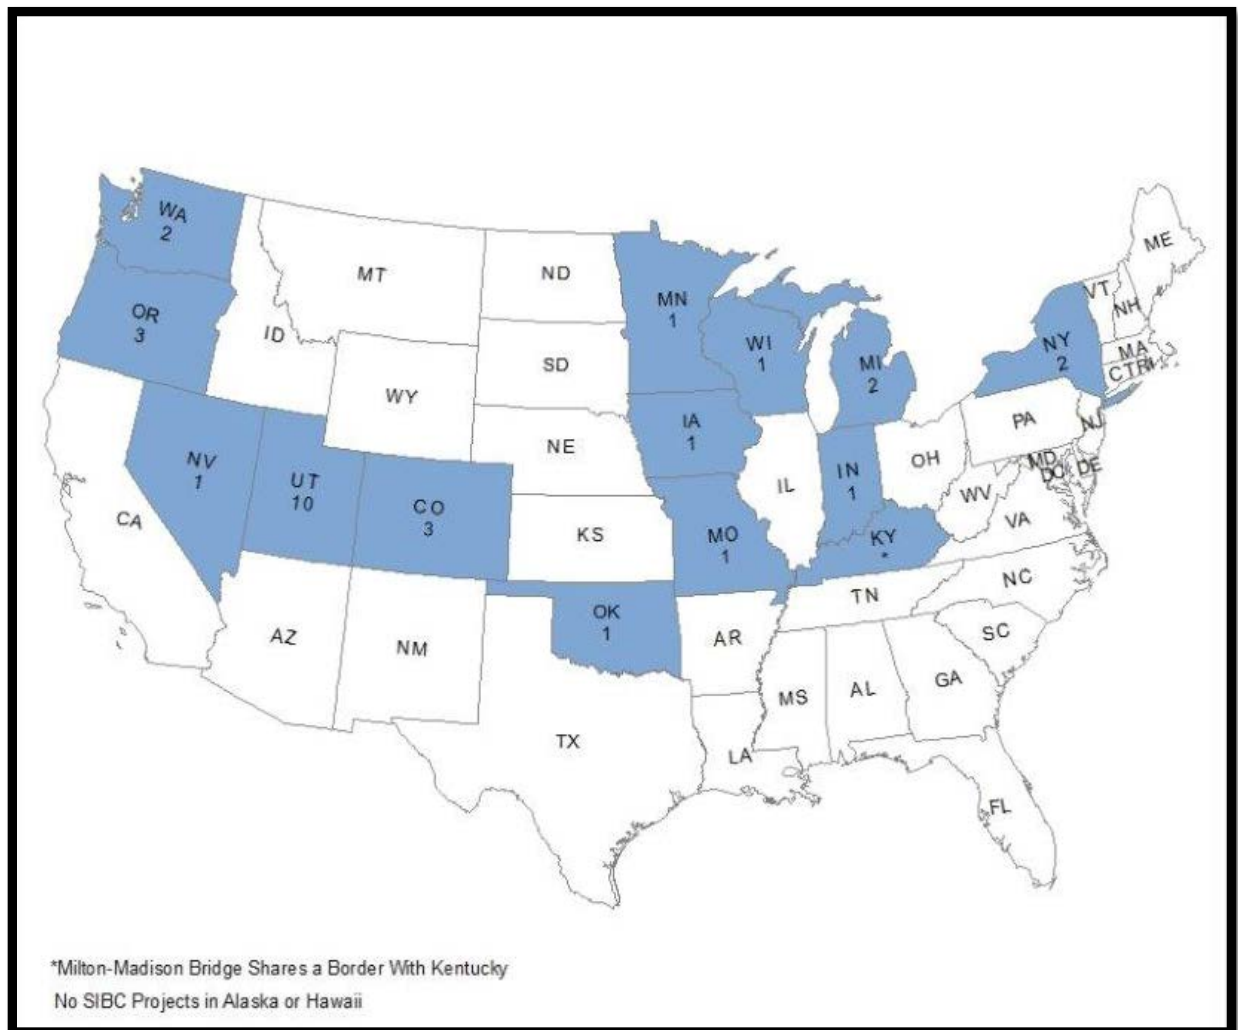 WA
2
OR
3
MT
ID
WY
ND
SD
NE
MN
1
WI
1
MI
2
IA
1
NY
2
VT
NH
ME
MA
CT RI
PA
NJ
NV
1
UT
10
CO
3
CA
KS
MO
1
IL
IN
1
OH
WV
MD
DC
DE
VA
KY
*
AZ
NM
OK
1
AR
TN
NC
SC
MS
AL
GA
TX
LA
FL
*Milton-Madison Bridge Shares a Border With Kentucky
No SIBC Projects in Alaska or Hawaii